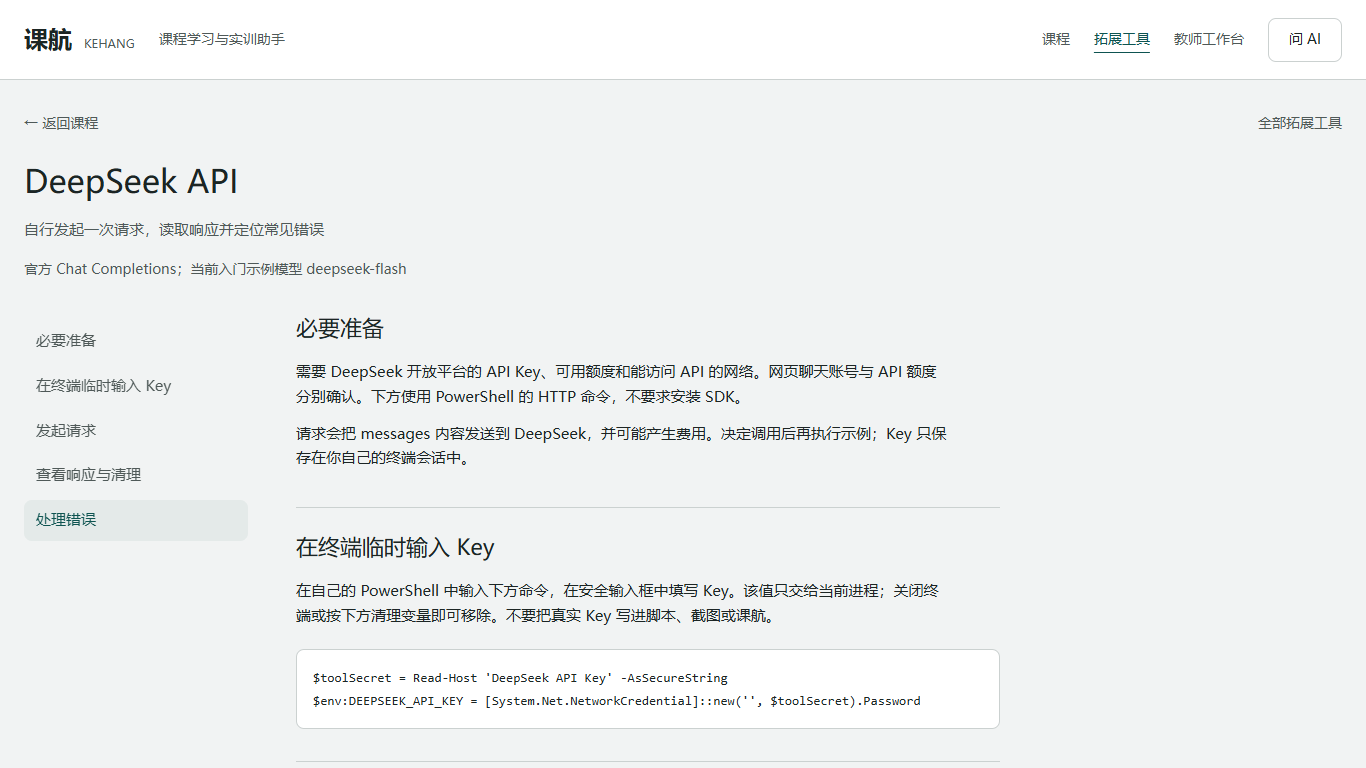 课航 KEHANG 课程学习与实训助手 课程 拓展工具 教师工作台 问 AI
← 返回课程 全部拓展工具
DeepSeek API
自行发起一次请求，读取响应并定位常见错误
官方 Chat Completions；当前入门示例模型 deepseek-flash
必要准备
在终端临时输入 Key
发起请求
查看响应与清理
处理错误
必要准备
需要 DeepSeek 开放平台的 API Key、可用额度和能访问 API 的网络。网页聊天账号与 API 额度
分别确认。下方使用 PowerShell 的 HTTP 命令，不要求安装 SDK。
请求会把 messages 内容发送到 DeepSeek，并可能产生费用。决定调用后再执行示例；Key 只保
存在你自己的终端会话中。
在终端临时输入 Key
在自己的 PowerShell 中输入下方命令，在安全输入框中填写 Key。该值只交给当前进程；关闭终
端或按下方清理变量即可移除。不要把真实 Key 写进脚本、截图或课航。
$toolSecret = Read-Host 'DeepSeek API Key' -AsSecureString
$env:DEEPSEEK_API_KEY = [System.Net.NetworkCredential]::new('', $toolSecret).Password